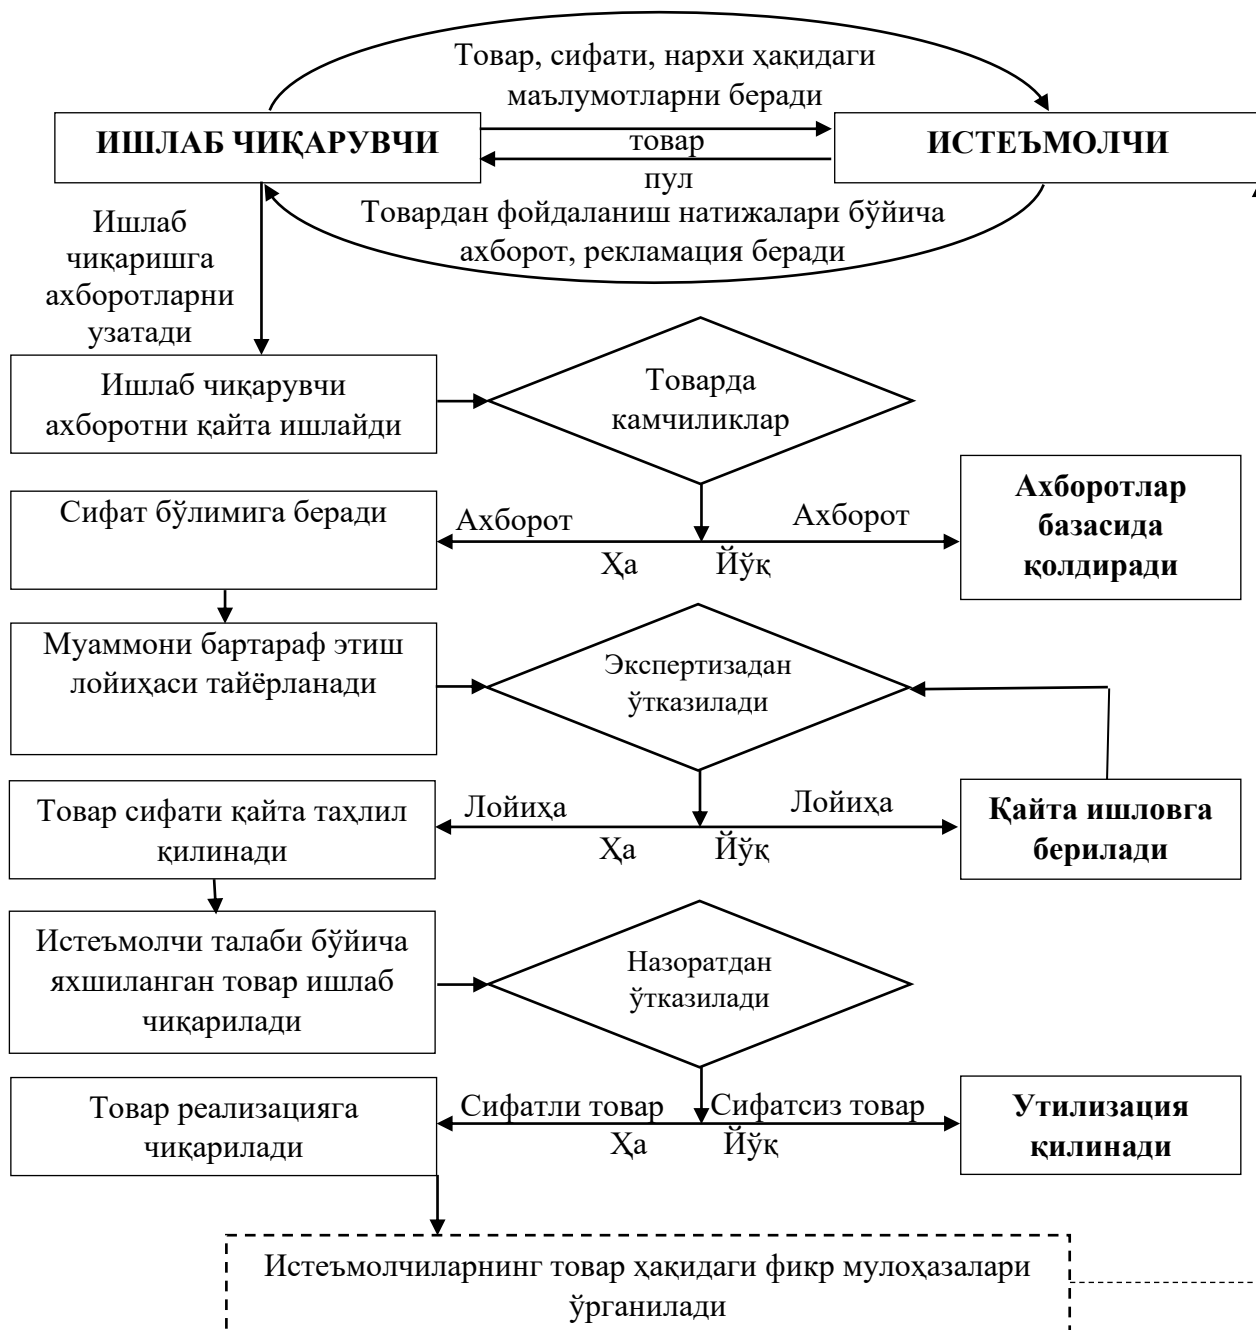 Товар, сифати, нархи ҳақидаги
маълумотларни беради
ИШЛАБ ЧИҚАРУВЧИ
товар
ИСТЕЪМОЛЧИ
пул
Товардан фойдаланиш натижалари бўйича
ахборот, рекламация беради
Ишлаб
чиқаришга
ахборотларни
узатади
Ишлаб чиқарувчи
ахборотни қайта ишлайди
Товарда
камчиликлар
Сифат бўлимига беради
Ахборот
Ахборот
Ҳа
Йўқ
Ахборотлар
базасида
қолдиради
Муаммони бартараф этиш
лойиҳаси тайёрланади
Экспертизадан
ўтказилади
Товар сифати қайта таҳлил
қилинади
Лойиҳа
Лойиҳа
Ҳа
Йўқ
Қайта ишловга
берилади
Истеъмолчи талаби бўйича
яхшиланган товар ишлаб
чиқарилади
Назоратдан
ўтказилади
Товар реализацияга
чиқарилади
Сифатли товар
Сифатсиз товар
Ҳа
Йўқ
Утилизация
қилинади
Истеъмолчиларнинг товар ҳақидаги фикр мулоҳазалари
ўрганилади